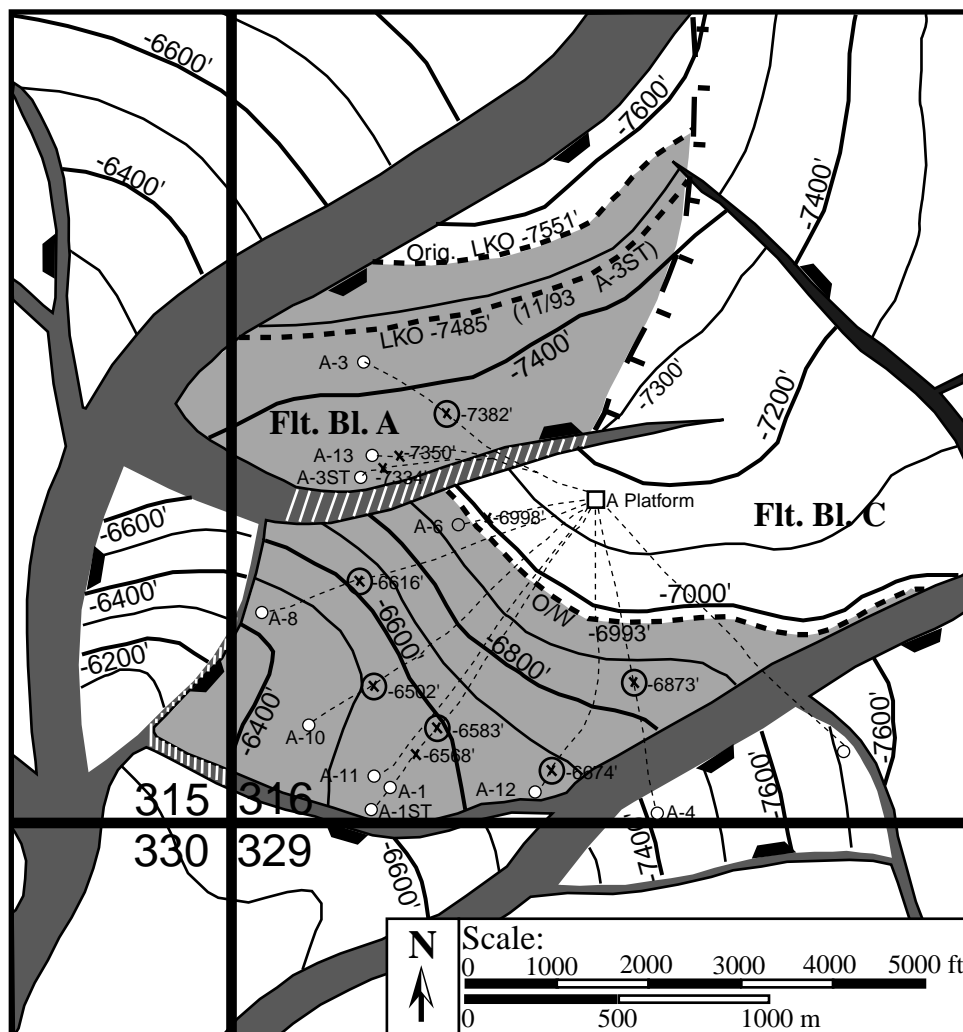 -6600'
-7600'
-6400'
-7400'
Orig. LKO -7551'
LKO -7485' (11/93 A-3ST)
A-3
-7400'
-7300'
-7200'
Flt. Bl. A
-7382'
A-13
-7350'
A-3ST
-7334'
A Platform
Flt. Bl. C
A-6
-6998'
-6600'
-6400'
-6200'
-6616'
-6600'
A-8
O/W
-6993'
-7000'
-6800'
-6502'
-6873'
-6400'
A-10
-6583'
-6568'
-7600'
A-11
A-1
A-1ST
A-12
-6674'
A-4
-7600'
-7400'
315 316
330 329
-6600'
N
Scale:
0 1000 2000 3000 4000 5000 ft
0 500 1000 m